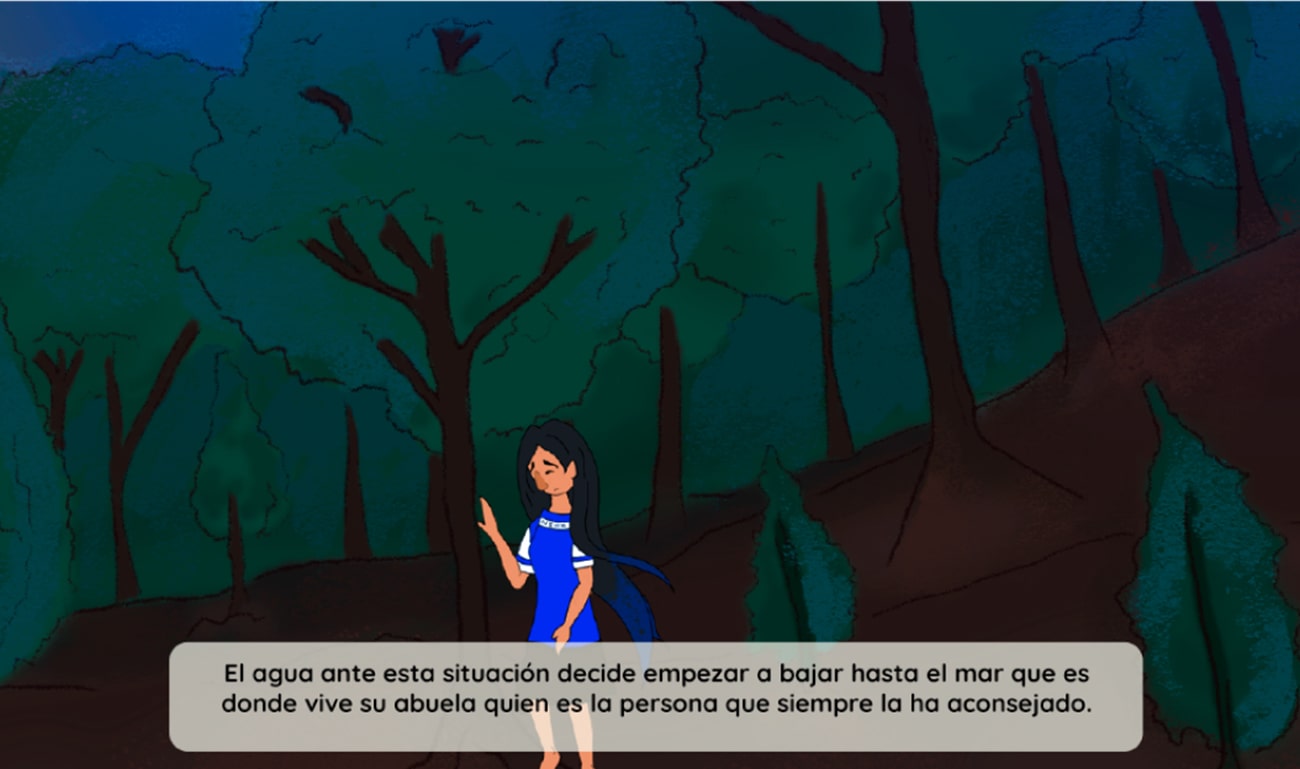 El agua ante esta situación decide empezar a bajar hasta el mar que es
donde vive su abuela quien es la persona que siempre la ha aconsejado.